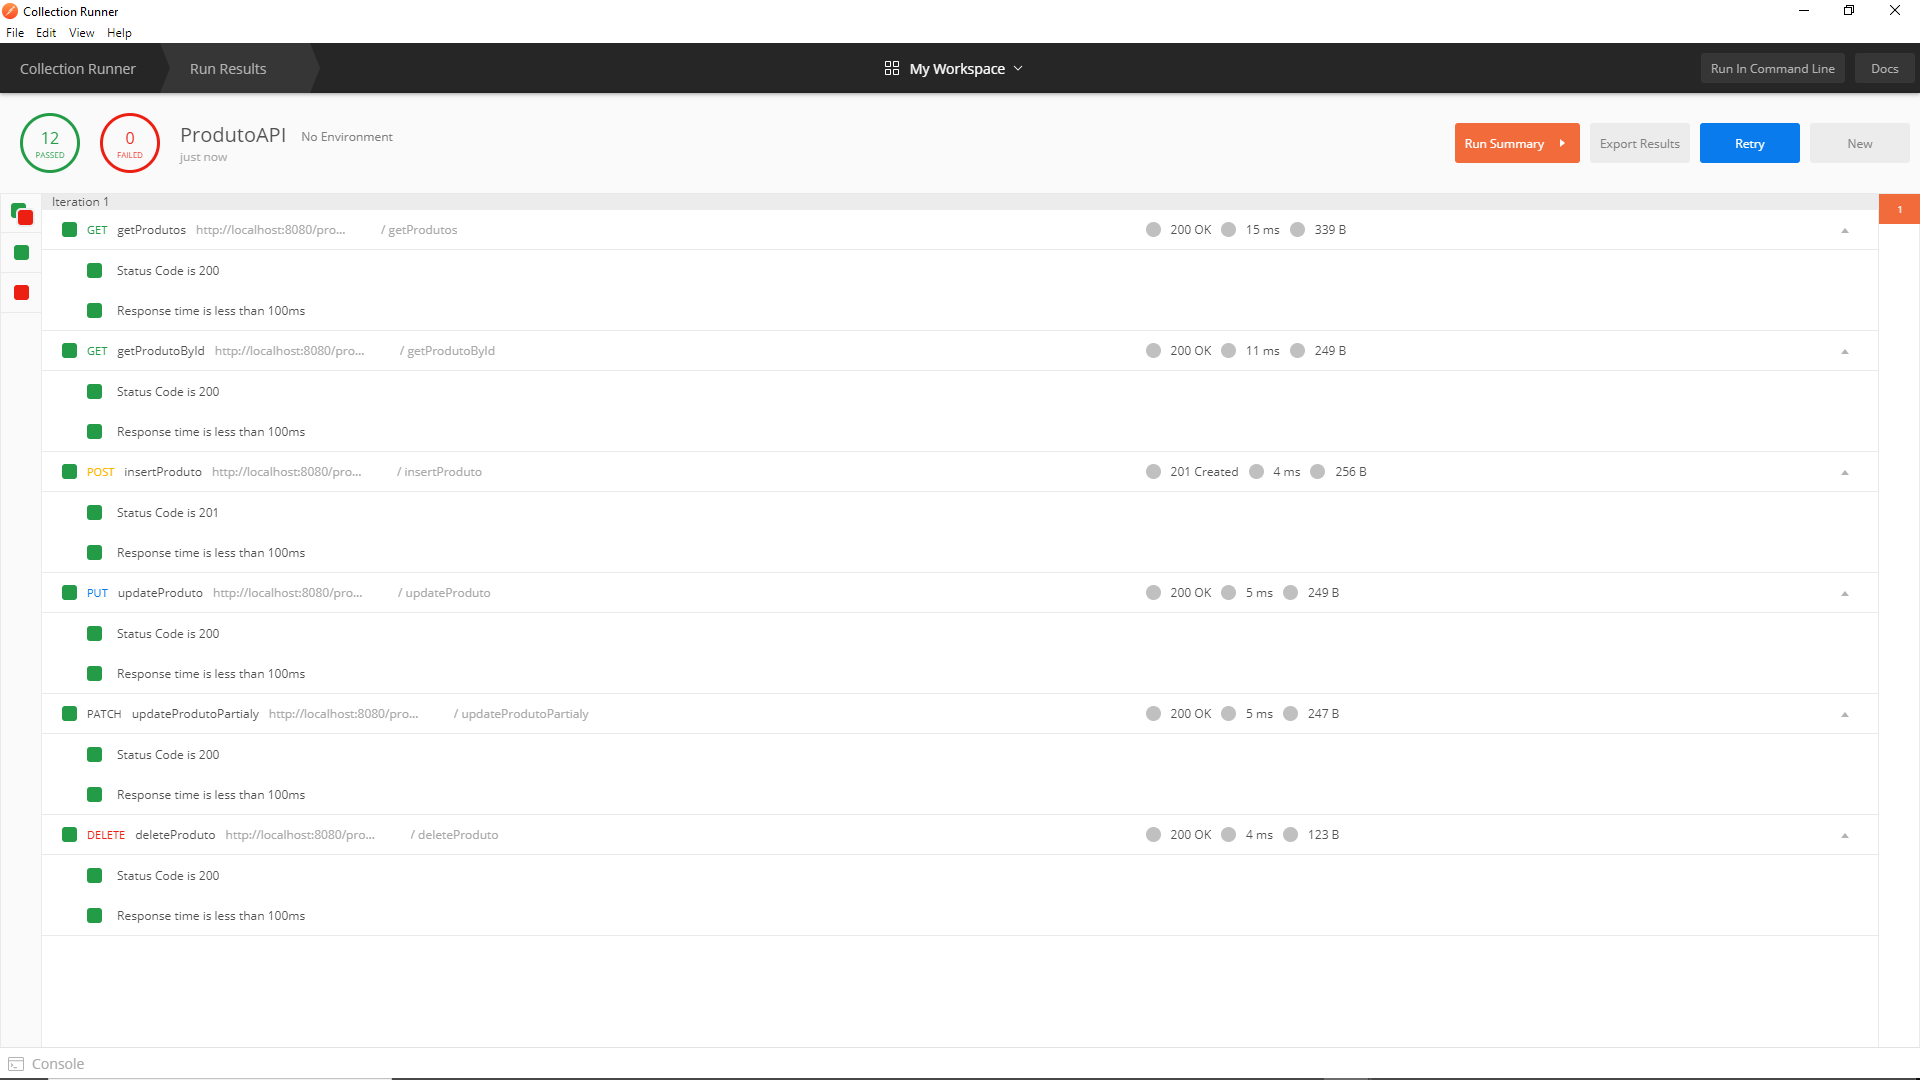 Collection Runner
File Edit View Help
Collection Runner Run Results My Workspace Run In Command Line Docs
12 PASSED 0 FAILED ProdutoAPI No Environment
just now
Run Summary Export Results Retry New
Iteration 1
1
GET getProdutos http://localhost:8080/pro... / getProdutos 200 OK 15 ms 339 B
Status Code is 200
Response time is less than 100ms
GET getProdutoById http://localhost:8080/pro... / getProdutoById 200 OK 11 ms 249 B
Status Code is 200
Response time is less than 100ms
POST insertProduto http://localhost:8080/pro... / insertProduto 201 Created 4 ms 256 B
Status Code is 201
Response time is less than 100ms
PUT updateProduto http://localhost:8080/pro... / updateProduto 200 OK 5 ms 249 B
Status Code is 200
Response time is less than 100ms
PATCH updateProdutoPartialy http://localhost:8080/pro... / updateProdutoPartialy 200 OK 5 ms 247 B
Status Code is 200
Response time is less than 100ms
DELETE deleteProduto http://localhost:8080/pro... / deleteProduto 200 OK 4 ms 123 B
Status Code is 200
Response time is less than 100ms
Console